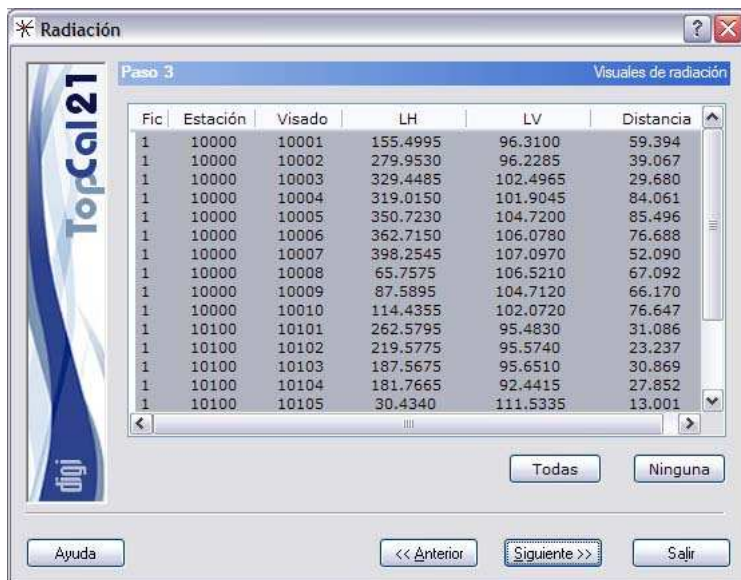 Radiación
TopCal21
digi
Paso 3
Visuales de radiación
Fic Estación Visado LH LV Distancia
1 10000 10001 155.4995 96.3100 59.394
1 10000 10002 279.9530 96.2285 39.067
1 10000 10003 329.4485 102.4965 29.680
1 10000 10004 319.0150 101.9045 84.061
1 10000 10005 350.7230 104.7200 85.496
1 10000 10006 362.7150 106.0780 76.688
1 10000 10007 398.2545 107.0970 52.090
1 10000 10008 65.7575 106.5210 67.092
1 10000 10009 87.5895 104.7120 66.170
1 10000 10010 114.4355 102.0720 76.647
1 10100 10101 262.5795 95.4830 31.086
1 10100 10102 219.5775 95.5740 23.237
1 10100 10103 187.5675 95.6510 30.869
1 10100 10104 181.7665 92.4415 27.852
1 10100 10105 30.4340 111.5335 13.001
Todas Ninguna
Ayuda << Anterior Siguiente >> Salir